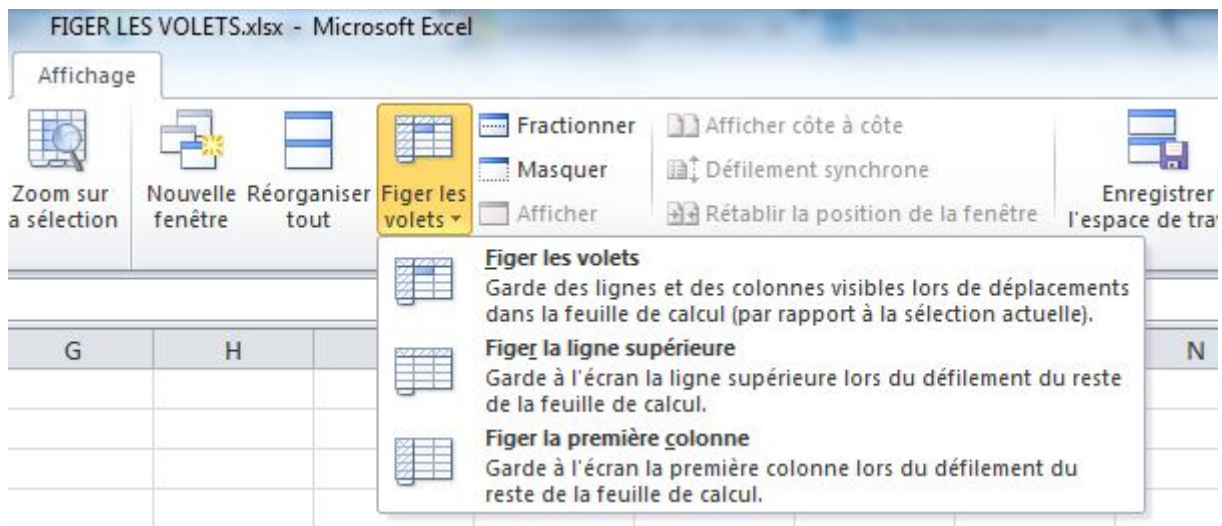 FIGER LES VOLETS.xlsx - Microsoft Excel
Affichage
Zoom sur
a sélection
Nouvelle
fenêtre
Réorganiser
tout
Figer les
volets
Fractionner
Masquer
Afficher
Afficher côte à côte
Défilement synchrone
Rétablir la position de la fenêtre
Enregistrer
l'espace de tra
Figer les volets
Garde des lignes et des colonnes visibles lors de déplacements
dans la feuille de calcul (par rapport à la sélection actuelle).
Figer la ligne supérieure
Garde à l'écran la ligne supérieure lors du défilement du reste
de la feuille de calcul.
Figer la première colonne
Garde à l'écran la première colonne lors du défilement du
reste de la feuille de calcul.
G H N